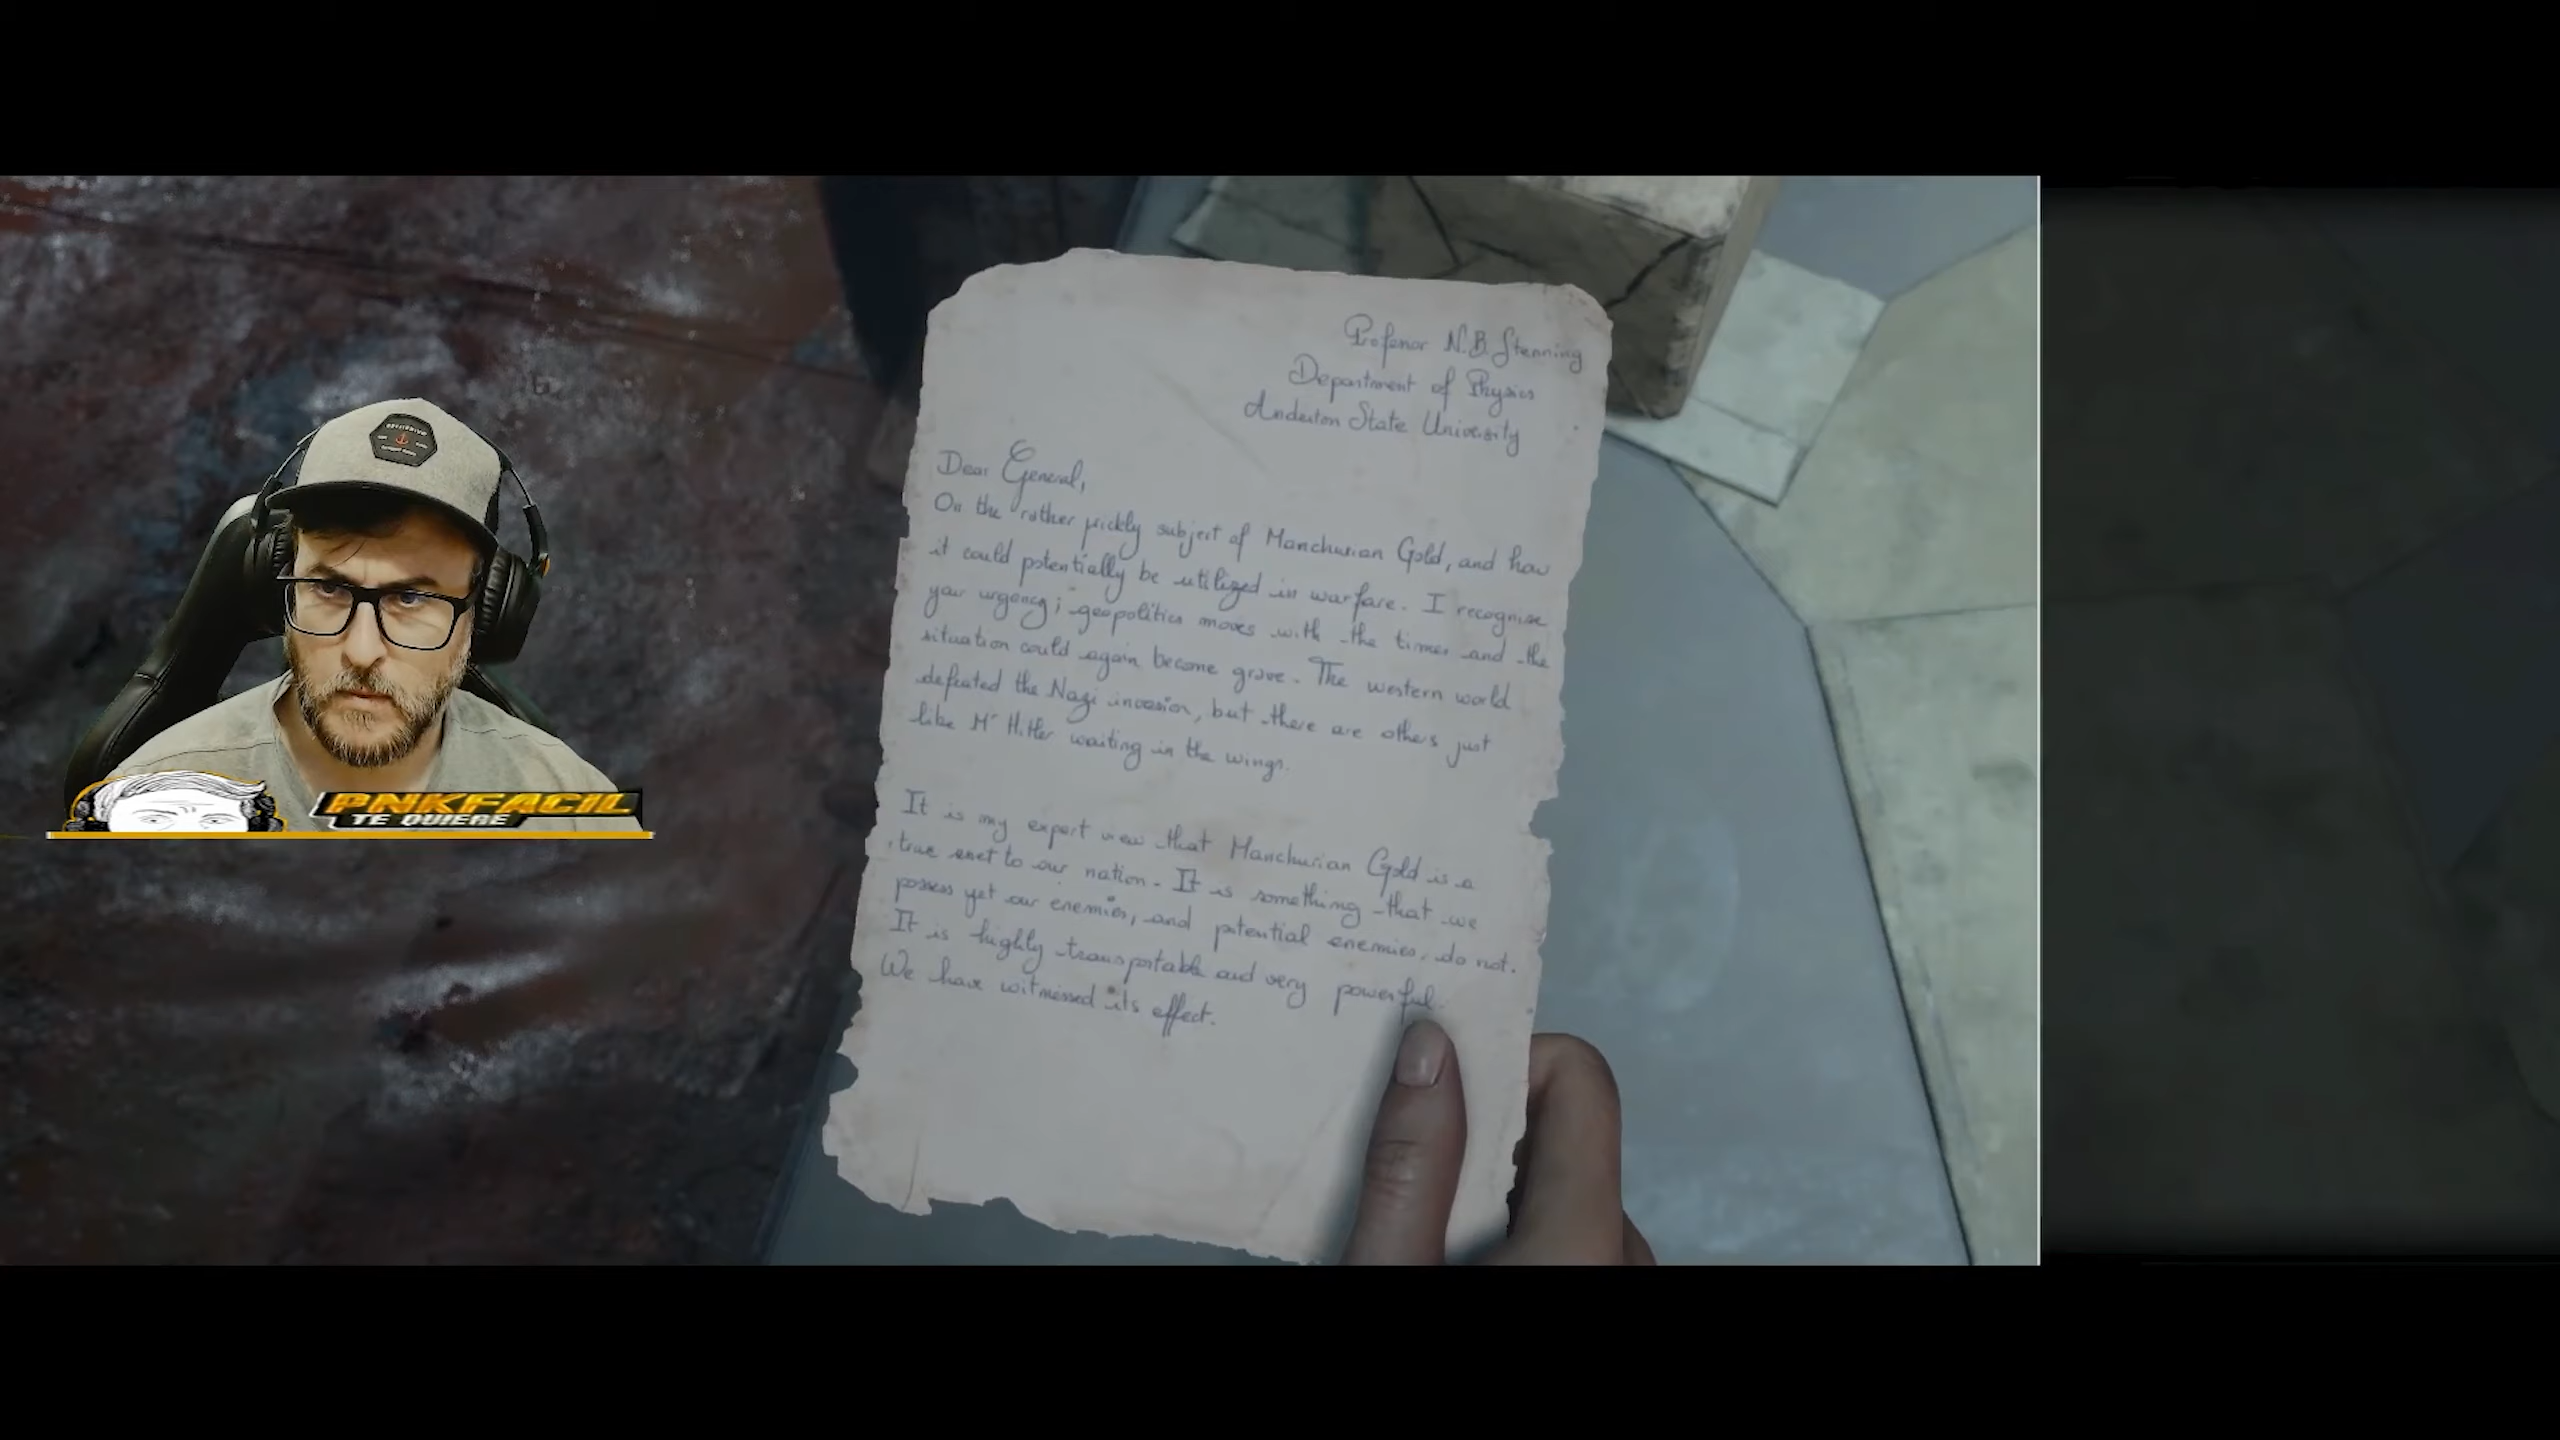 Professor N.B. Stenning
Department of Physics
Anderson State University
Dear General,
On the rather prickly subject of Manchurian Gold, and how
it could potentially be utilized in warfare. I recognise
your urgency; geopolitics moves with the times and the
situation could again become grave. The western world
defeated the Nazi invasion, but there are others just
like Mr Hitler waiting in the wings.
It is my expert view that Manchurian Gold is a
true asset to our nation. It is something that we
possess yet our enemies, and potential enemies, do not.
It is highly transportable and very powerful.
We have witnessed its effect.
PNKFACIL
TE QUIERE